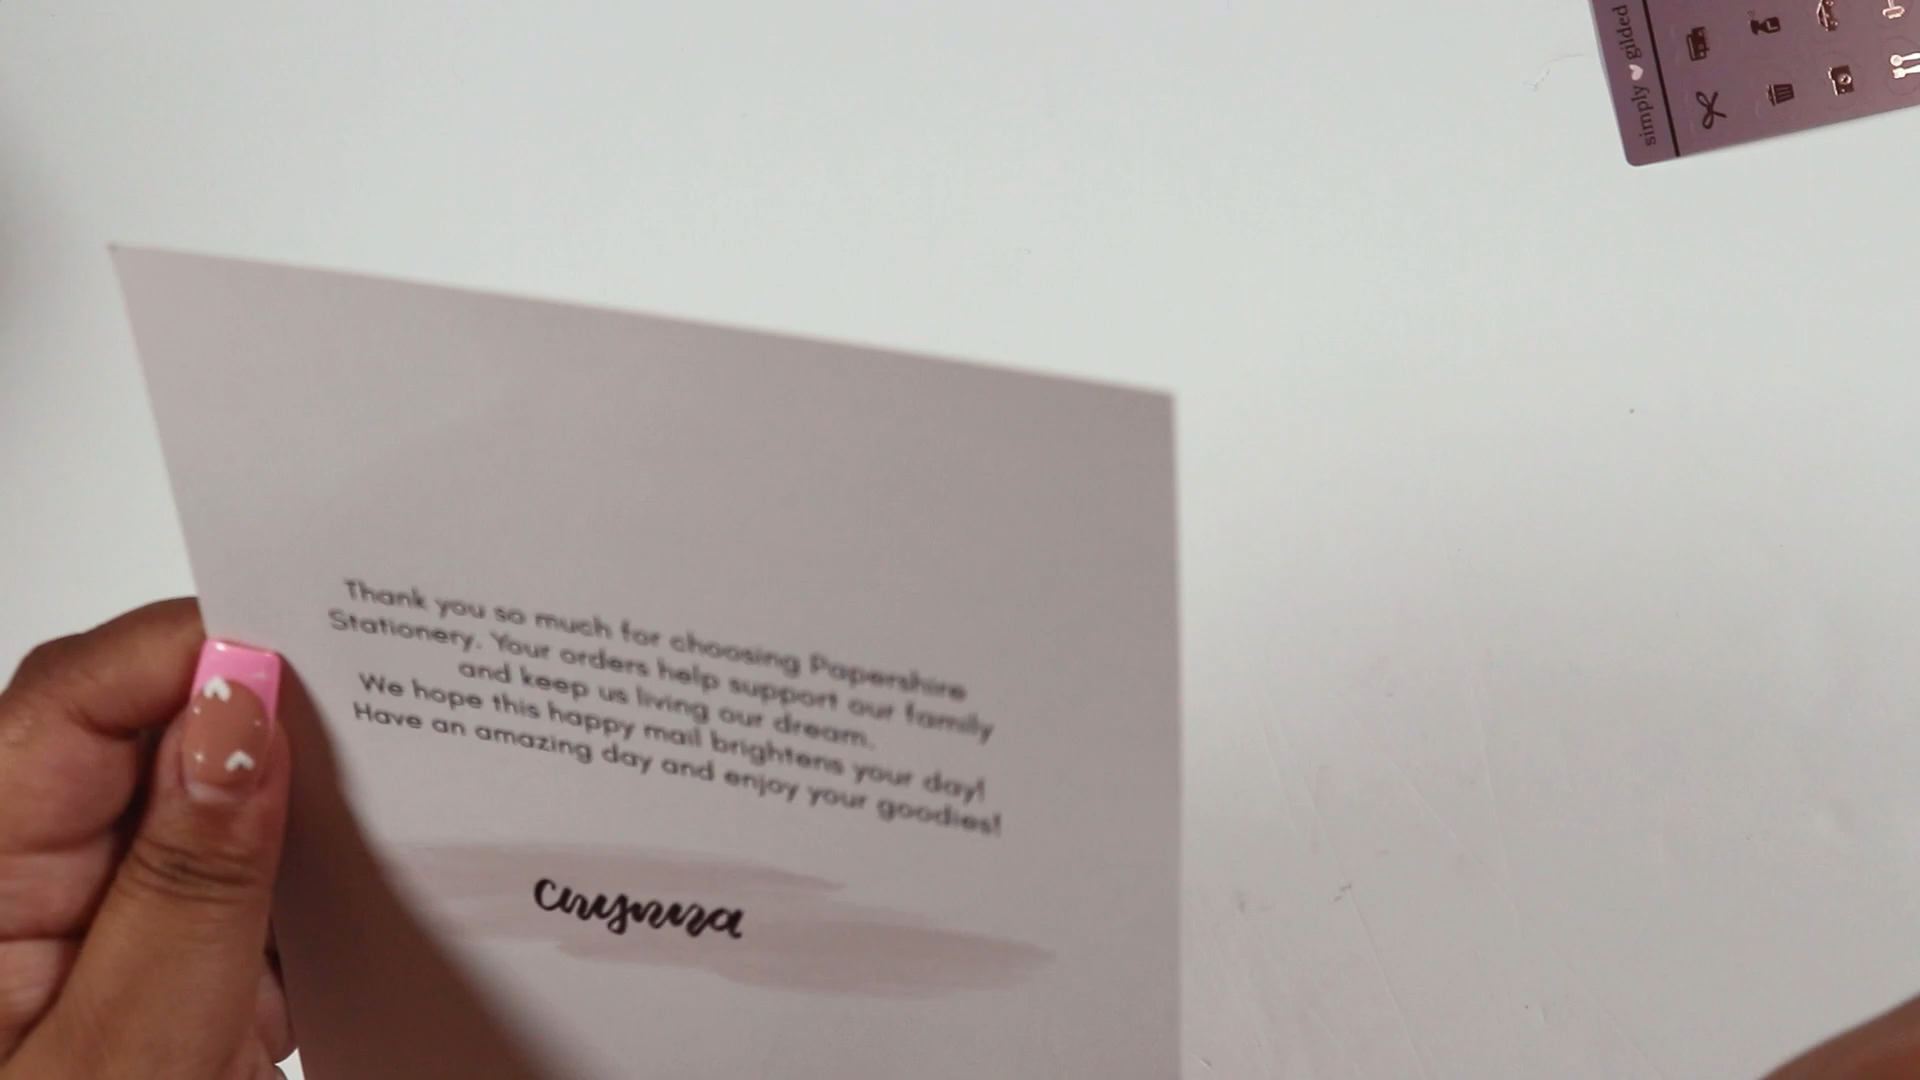 simply gilded
Thank you so much for choosing Papershire
Stationery. Your orders help support our family
and keep us living our dream.
We hope this happy mail brightens your day!
Have an amazing day and enjoy your goodies!